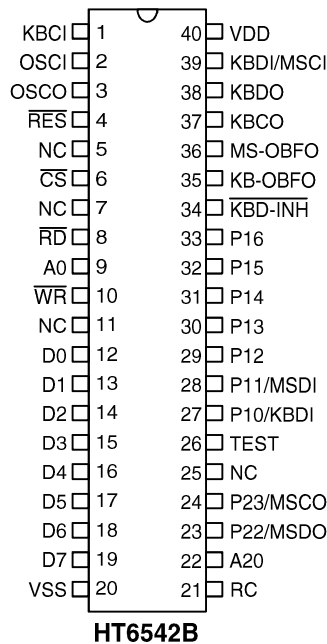 KBCI 1 40 VDD
OSCI 2 39 KBDI/MSCI
OSCO 3 38 KBDO
RES 4 37 KBCO
NC 5 36 MS-OBFO
CS 6 35 KB-OBFO
NC 7 34 KBD-INH
RD 8 33 P16
A0 9 32 P15
WR 10 31 P14
NC 11 30 P13
D0 12 29 P12
D1 13 28 P11/MSDI
D2 14 27 P10/KBDI
D3 15 26 TEST
D4 16 25 NC
D5 17 24 P23/MSCO
D6 18 23 P22/MSDO
D7 19 22 A20
VSS 20 21 RC
HT6542B